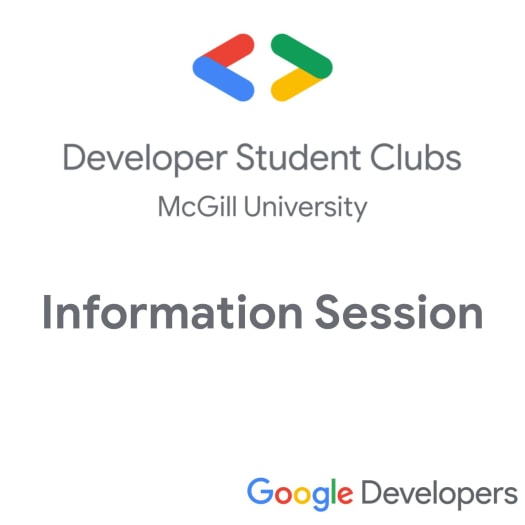 Developer Student Clubs
McGill University
Information Session
Google Developers